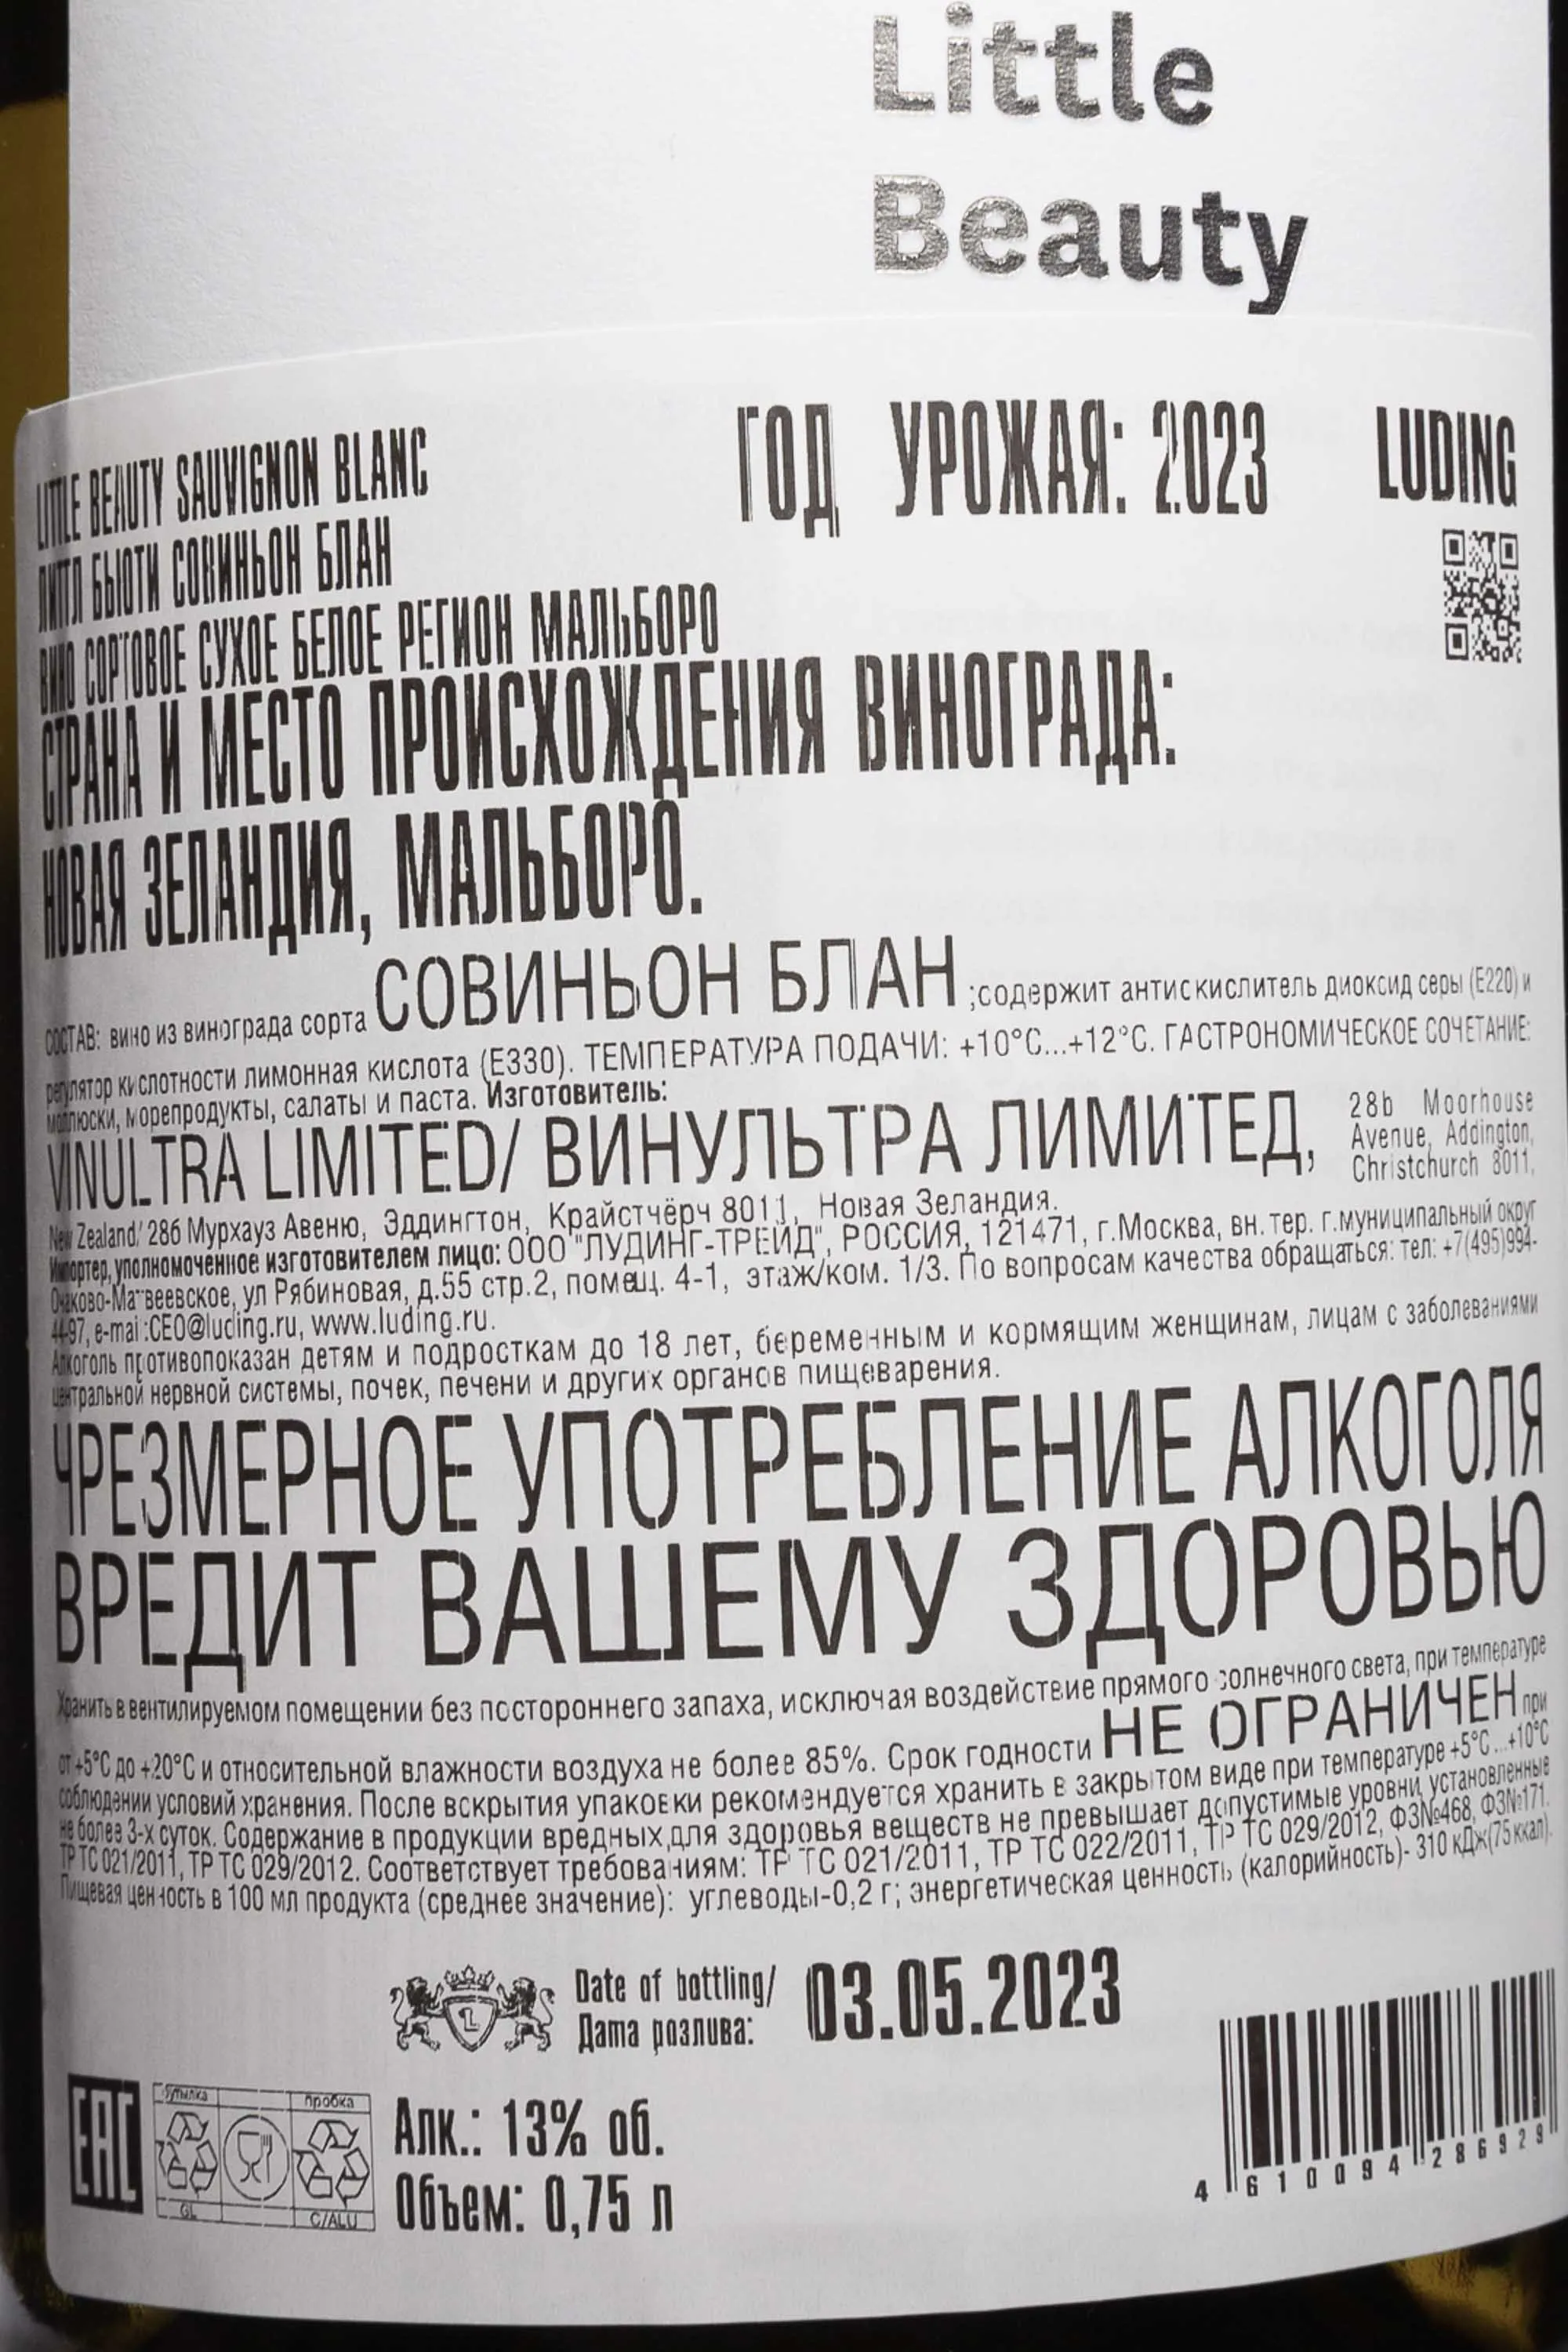 Little
Beauty
LITTLE BEAUTY SAUVIGNON BLANC
ГОД УРОЖАЯ: 2023
LUDING
ЛИТТЛ БЬЮТИ СОВИНЬОН БЛАН
ВИНО СОРТОВОЕ СУХОЕ БЕЛОЕ РЕГИОН МАЛЬБОРО
СТРАНА И МЕСТО ПРОИСХОЖДЕНИЯ ВИНОГРАДА:
НОВАЯ ЗЕЛАНДИЯ, МАЛЬБОРО.
СОСТАВ: вино из винограда сорта СОВИНЬОН БЛАН ;содержит антискислитель диоксид серы (Е220) и
регулятор кислотности лимонная кислота (Е330). ТЕМПЕРАТУРА ПОДАЧИ: +10°С...+12°С. ГАСТРОНОМИЧЕСКОЕ СОЧЕТАНИЕ:
моллюски, морепродукты, салаты и паста. Изготовитель:
VINULTRA LIMITED/ ВИНУЛЬТРА ЛИМИТЕД, 28b Moorhouse
Avenue, Addington,
Christchurch 8011,
New Zealand/ 28б Мурхауз Авеню, Эддингтон, Крайстчёрч 8011, Новая Зеландия.
Импортер, уполномоченное изготовителем лицо: ООО "ЛУДИНГ-ТРЕЙД", РОССИЯ, 121471, г.Москва, вн. тер. г.муниципальный округ
Очаково-Матвеевское, ул Рябиновая, д.55 стр.2, помещ. 4-1, этаж/ком. 1/3. По вопросам качества обращаться: тел: +7(495)994-
44-97, e-mail:CEO@luding.ru, www.luding.ru.
Алкоголь противопоказан детям и подросткам до 18 лет, беременным и кормящим женщинам, лицам с заболеваниями
центральной нервной системы, почек, печени и других органов пищеварения.
ЧРЕЗМЕРНОЕ УПОТРЕБЛЕНИЕ АЛКОГОЛЯ
ВРЕДИТ ВАШЕМУ ЗДОРОВЬЮ
Хранить в вентилируемом помещении без постороннего запаха, исключая воздействие прямого солнечного света, при температуре
от +5°С до +20°С и относительной влажности воздуха не более 85%. Срок годности НЕ ОГРАНИЧЕН при
соблюдении условий хранения. После вскрытия упаковки рекомендуется хранить в закрытом виде при температуре +5°С...+10°С
не более 3-х суток. Содержание в продукции вредных для здоровья веществ не превышает допустимые уровни, установленные
ТР ТС 021/2011, ТР ТС 029/2012. Соответствует требованиям: ТР ТС 021/2011, ТР ТС 022/2011, ТР ТС 029/2012, ФЗ№468, ФЗ№171.
Пищевая ценность в 100 мл продукта (среднее значение): углеводы-0,2 г; энергетическая ценность (калорийность)- 310 кДж(75 ккал).
Date of bottling/
Дата розлива:
03.05.2023
EAC
бутылка
пробка
GL
C/ALU
Алк.: 13% об.
Объем: 0,75 л
4 610094 286929